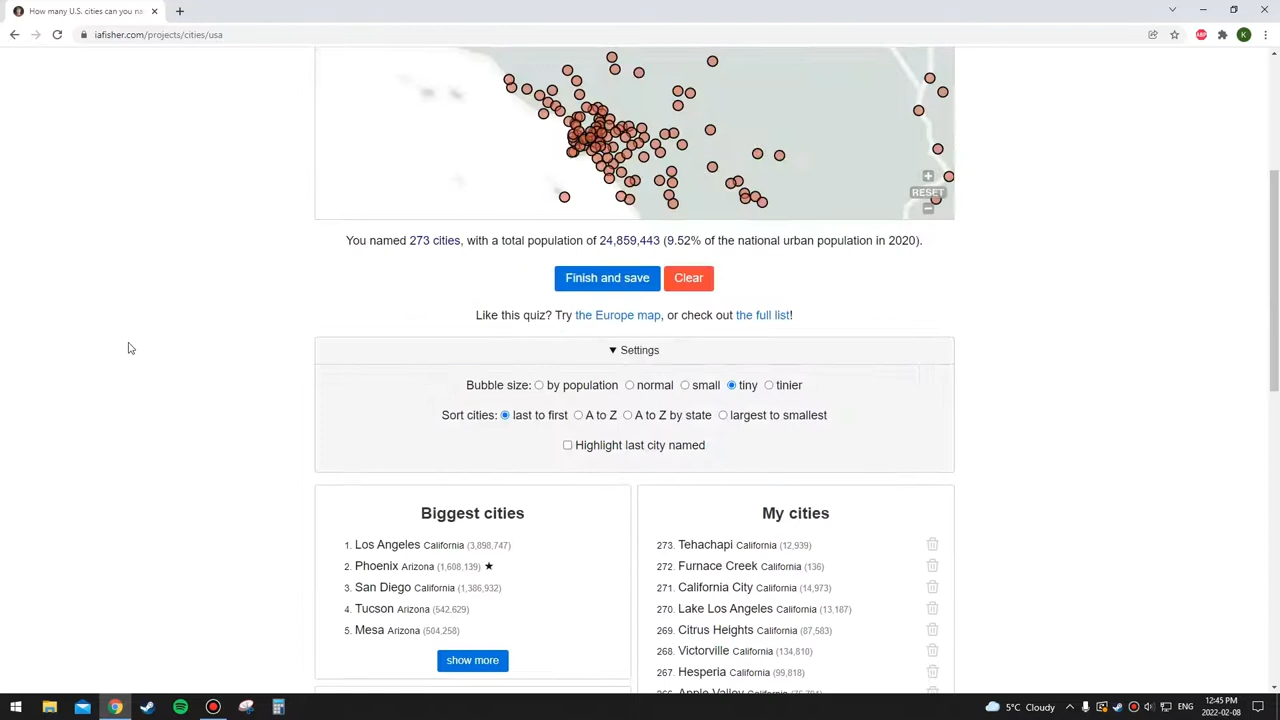 How many U.S. cities can you na
iafisher.com/projects/cities/usa
ABP
K
RESET
You named 273 cities, with a total population of 24,859,443 (9.52% of the national urban population in 2020).
Finish and save
Clear
Like this quiz? Try the Europe map, or check out the full list!
▼ Settings
Bubble size: by population normal small tiny tinier
Sort cities: last to first A to Z A to Z by state largest to smallest
Highlight last city named
Biggest cities
1. Los Angeles California (3,898,747)
2. Phoenix Arizona (1,608,139) ★
3. San Diego California (1,386,932)
4. Tucson Arizona (542,629)
5. Mesa Arizona (504,258)
show more
My cities
273. Tehachapi California (12,939)
272. Furnace Creek California (136)
271. California City California (14,973)
270. Lake Los Angeles California (13,187)
269. Citrus Heights California (87,583)
268. Victorville California (134,810)
267. Hesperia California (99,818)
Apple Valley California
5°C Cloudy
ENG
12:45 PM
2022-02-08